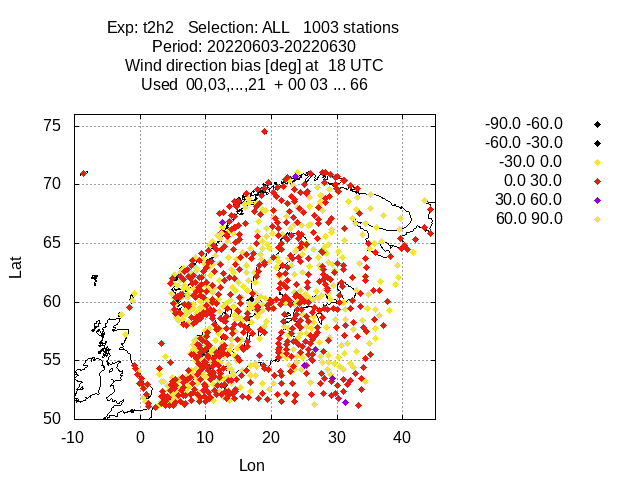 Exp: t2h2   Selection: ALL   1003 stations
Period: 20220603-20220630
Wind direction bias [deg] at  18 UTC
Used  00,03,...,21  + 00 03 ... 66
-90.0 -60.0
-60.0 -30.0
-30.0 0.0
0.0 30.0
30.0 60.0
60.0 90.0
75
70
65
60
55
50
Lat
-10 0 10 20 30 40
Lon